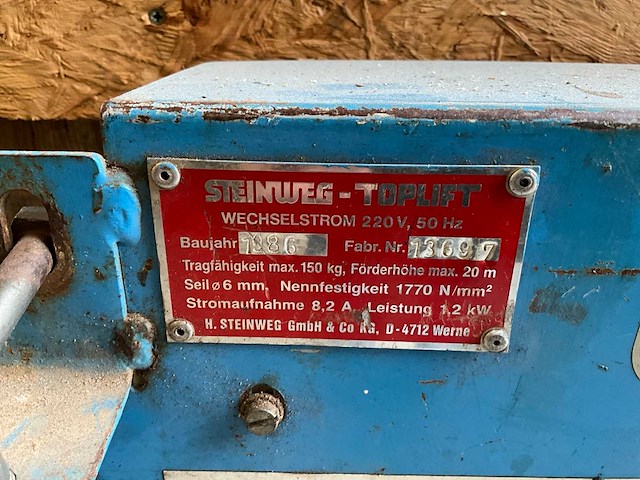 STEINWEG-TOPLIFT
WECHSELSTROM 220 V, 50 Hz
Baujahr 1986 Fabr. Nr. 13697
Tragfähigkeit max. 150 kg, Förderhöhe max. 20 m
Seil ø 6 mm, Nennfestigkeit 1770 N/mm²
Stromaufnahme 8,2 A, Leistung 1,2 kW
H. STEINWEG GmbH & Co KG, D-4712 Werne